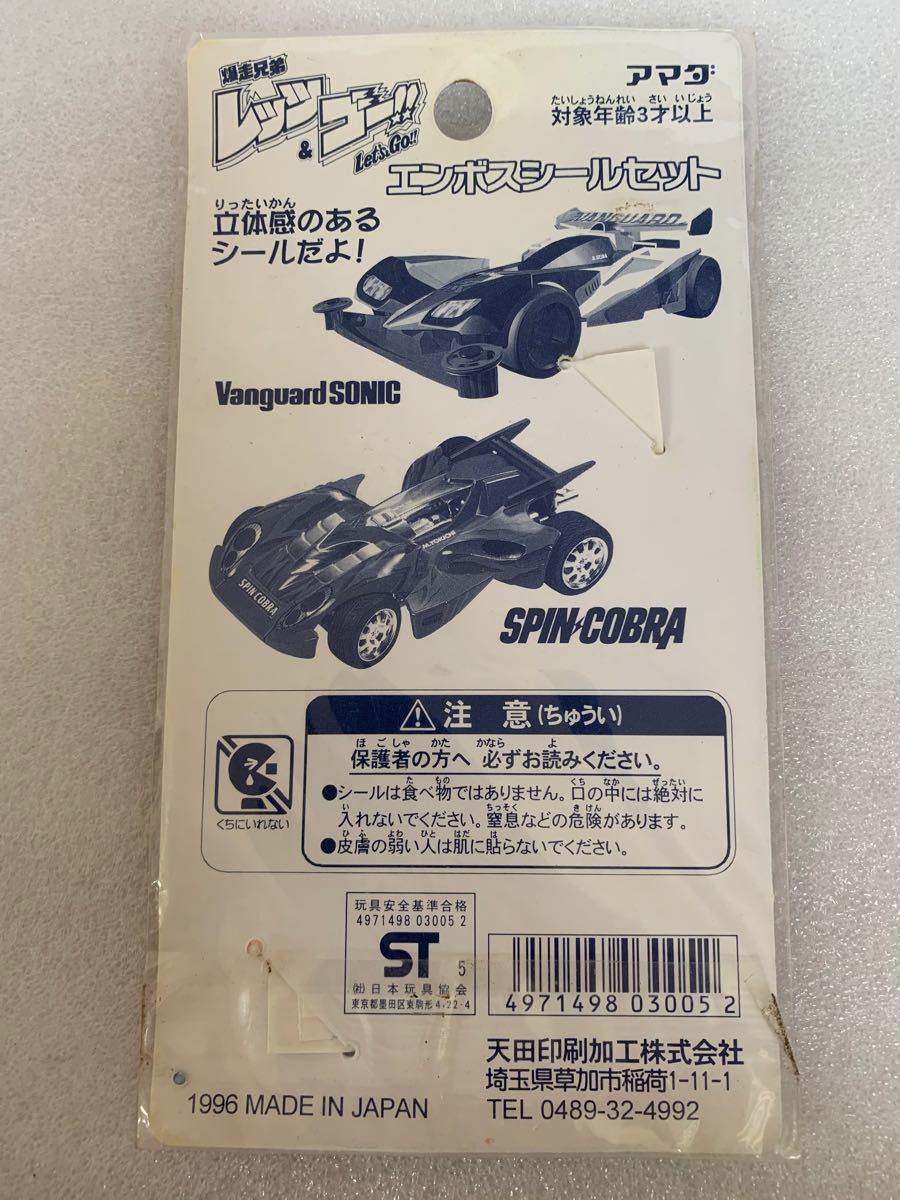 爆走兄弟
レッツ&ゴー!!
Let's&Go!!
アマダ
たいしょうねんれい さい いじょう
対象年齢3才以上
エンボスシールセット
りったいかん
立体感のある
シールだよ!
VANGUARD
Vanguard SONIC
M.TOKICHI
SPIN COBRA
SPIN COBRA
注 意(ちゅうい)
ほごしゃ かた かなら よ
保護者の方へ 必ずお読みください。
た もの くち なか ぜったい
●シールは食べ物ではありません。口の中には絶対に
い ちっそく きけん
入れないでください。窒息などの危険があります。
ひふ よわ ひと はだ は
●皮膚の弱い人は肌に貼らないでください。
くちにいれない
玩具安全基準合格
4971498 03005 2
ST 5
㈳日本玩具協会
東京都墨田区東駒形4-22-4
4971498 03005 2
天田印刷加工株式会社
埼玉県草加市稲荷1-11-1
TEL 0489-32-4992
1996 MADE IN JAPAN